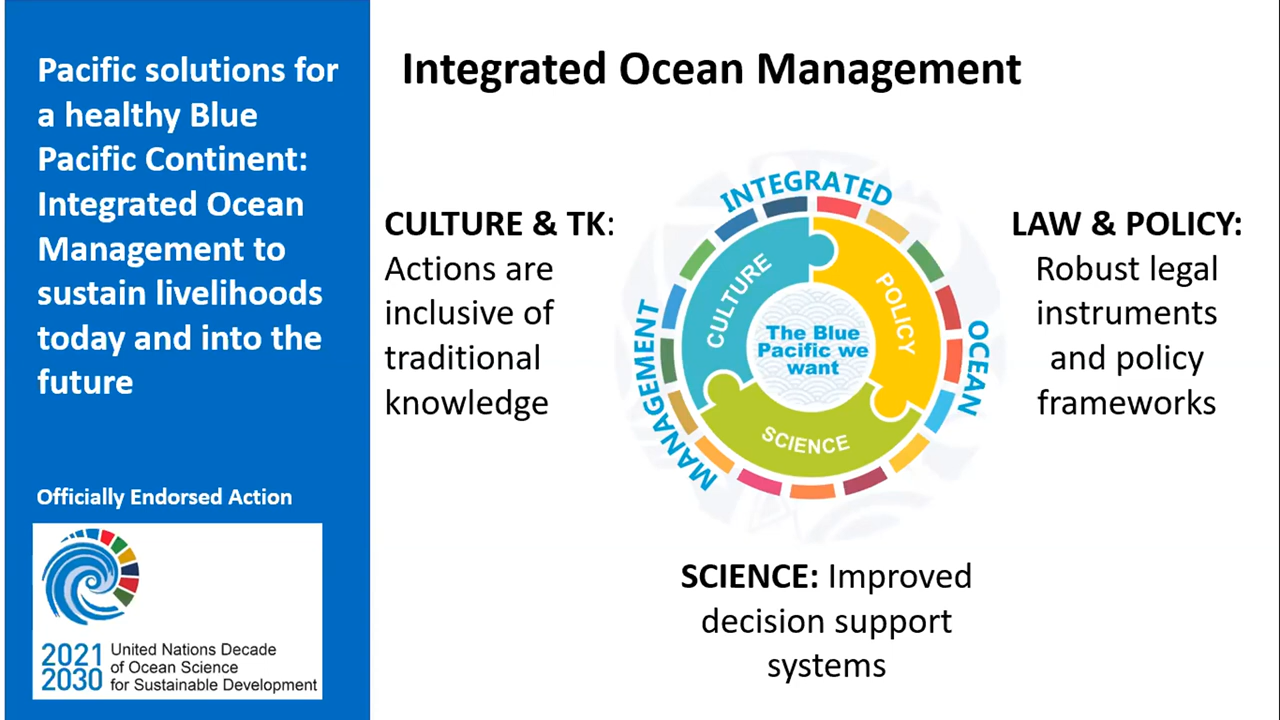 Pacific solutions for
a healthy Blue
Pacific Continent:
Integrated Ocean
Management to
sustain livelihoods
today and into the
future
Officially Endorsed Action
2021
2030
United Nations Decade
of Ocean Science
for Sustainable Development
Integrated Ocean Management
CULTURE & TK:
Actions are
inclusive of
traditional
knowledge
INTEGRATED
OCEAN
MANAGEMENT
CULTURE
POLICY
SCIENCE
The Blue
Pacific we
want
LAW & POLICY:
Robust legal
instruments
and policy
frameworks
SCIENCE: Improved
decision support
systems